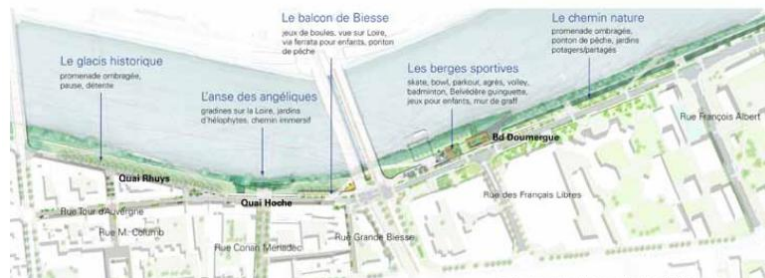 Le glacis historique
promenade ombragée,
pause, détente
L'anse des angéliques
gradines sur la Loire, jardins
d'hélophytes, chemin immersif
Le balcon de Biesse
jeux de boules, vue sur Loire,
via ferrata pour enfants, ponton
de pêche
Les berges sportives
skate, bowl, parkour, agrès, volley,
badminton, Belvédère guinguette,
jeux pour enfants, mur de graff
Le chemin nature
promenade ombragée,
ponton de pêche, jardins
potagers/partagés
Quai Rhuys
Quai Hoche
Bd Doumergue
Rue François Albert
Rue des Français Libres
Rue Tour d'Auvergne
Rue M. Columb
Rue Conan Mériadec
Rue Grande Biesse